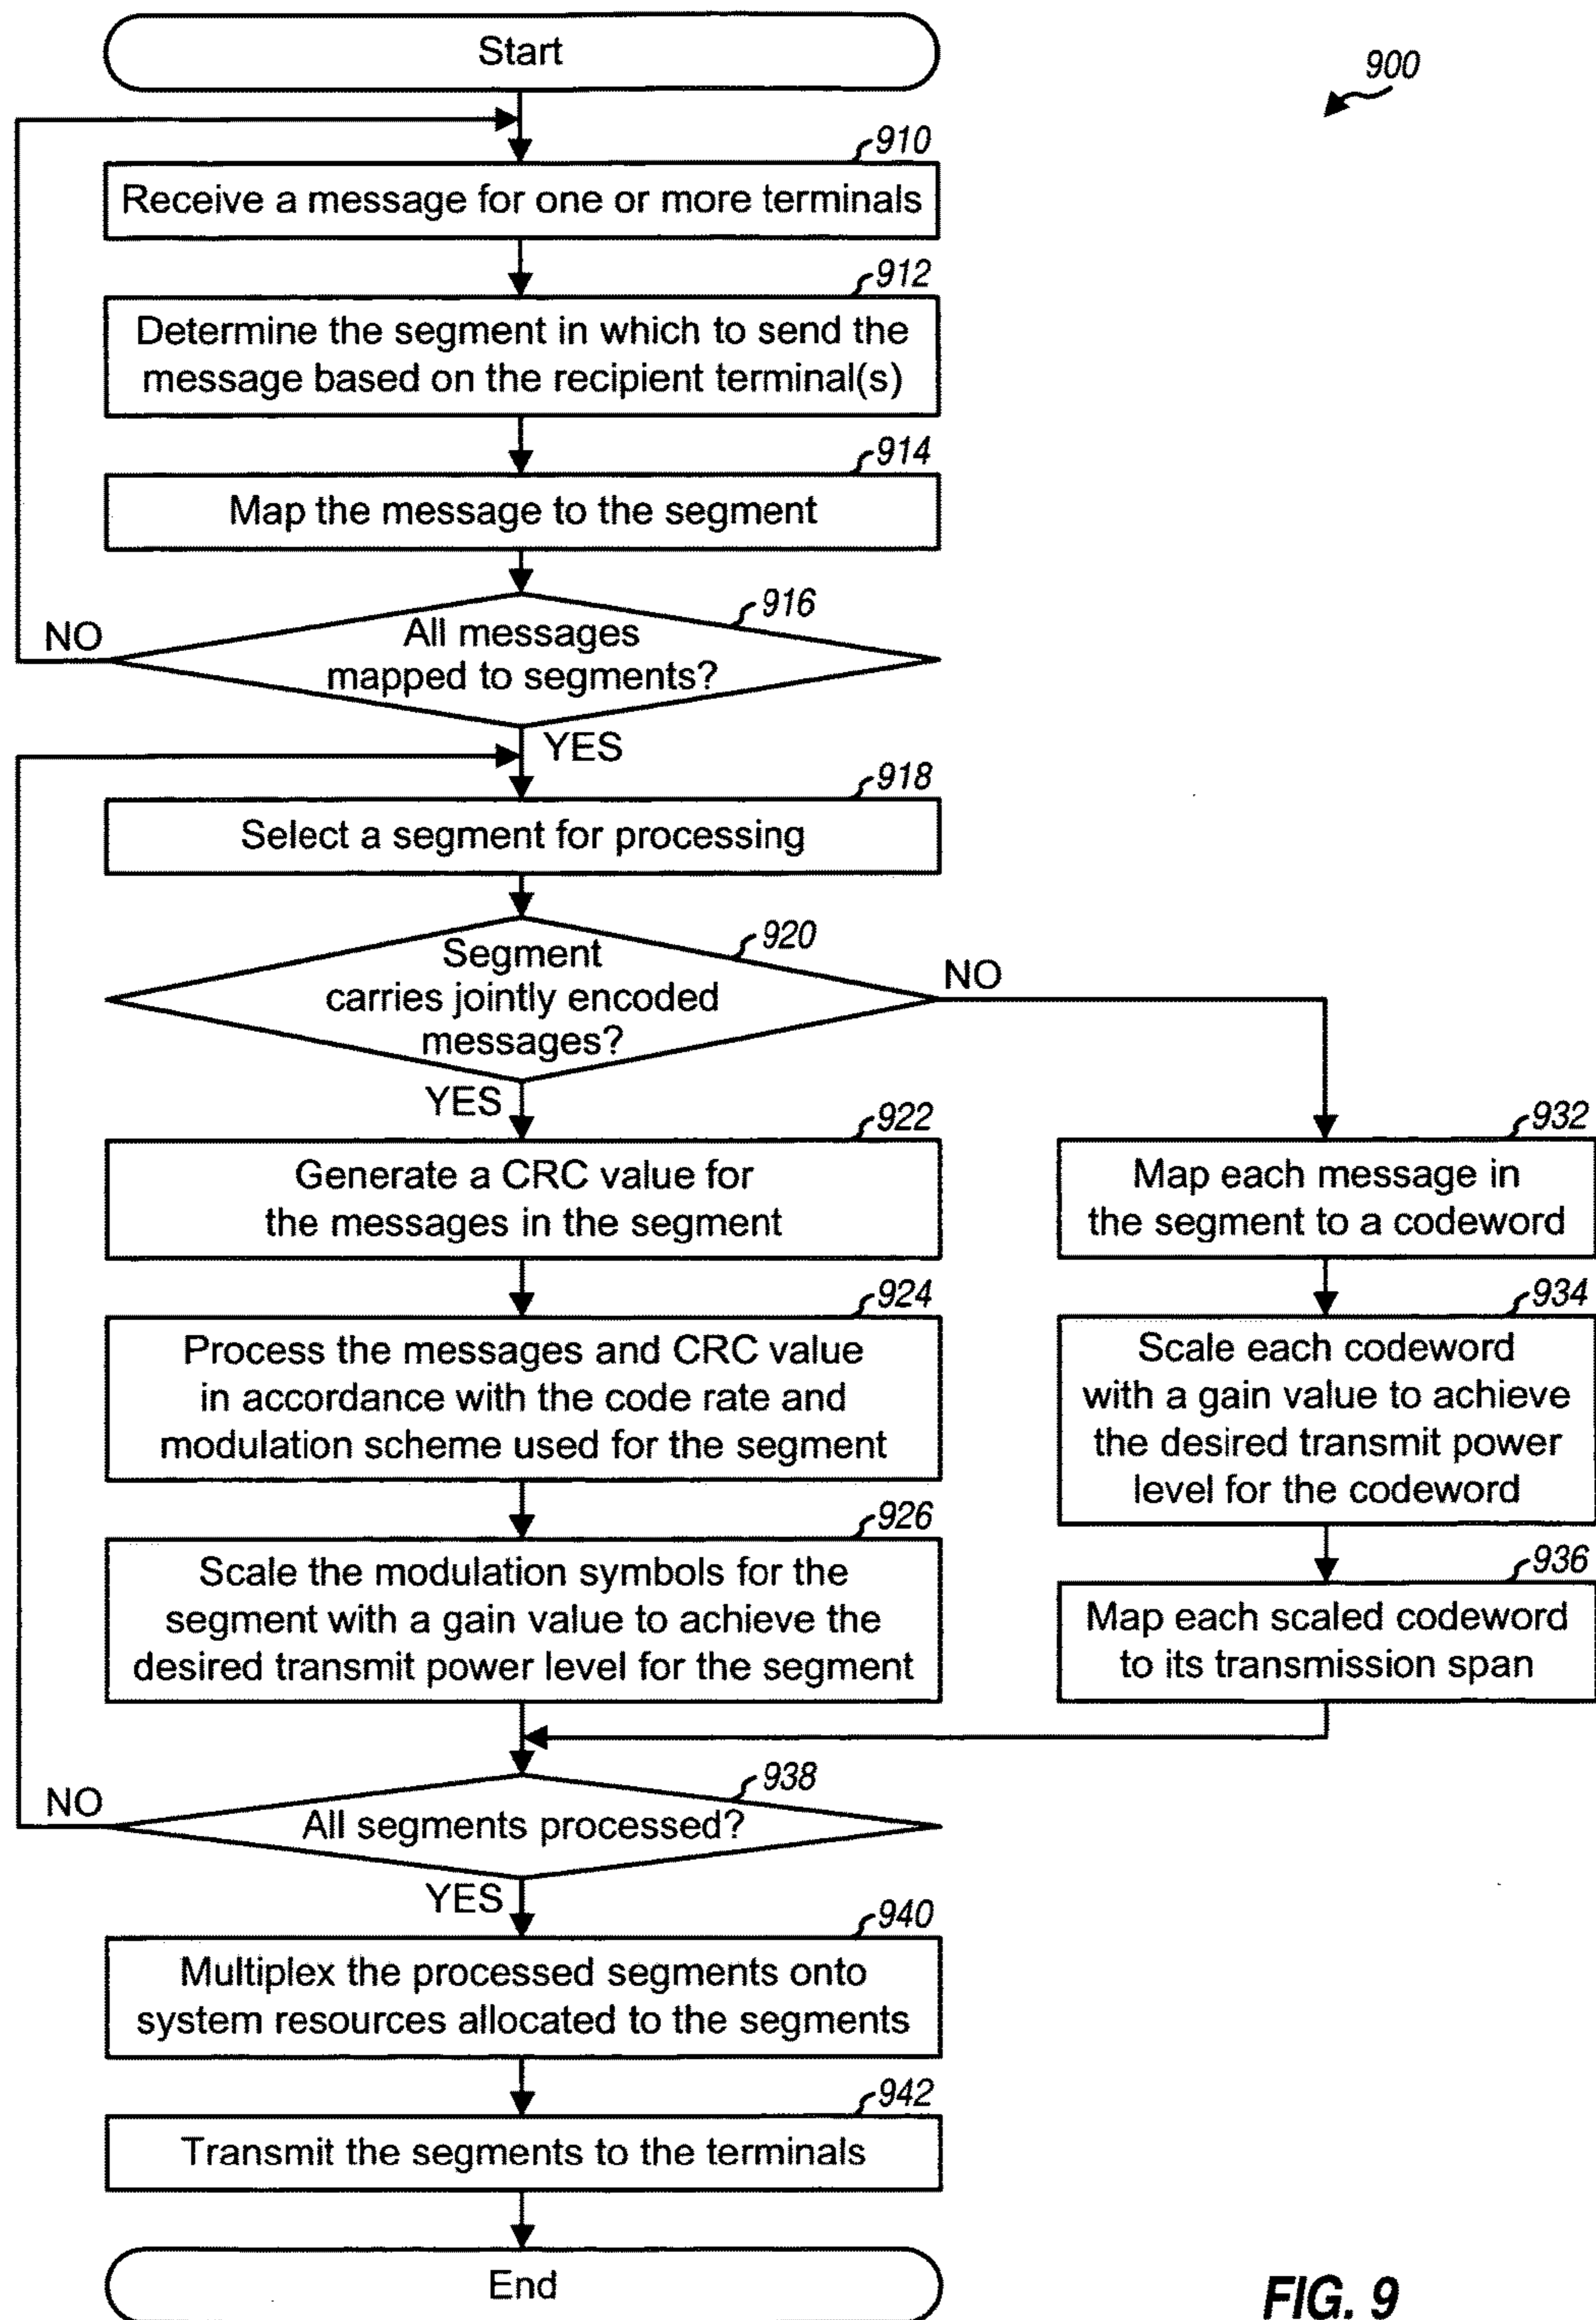 Start
900
910
Receive a message for one or more terminals
912
Determine the segment in which to send the
message based on the recipient terminal(s)
914
Map the message to the segment
916
All messages
mapped to segments?
NO
YES
918
Select a segment for processing
920
Segment
carries jointly encoded
messages?
NO
YES
922
Generate a CRC value for
the messages in the segment
924
Process the messages and CRC value
in accordance with the code rate and
modulation scheme used for the segment
926
Scale the modulation symbols for the
segment with a gain value to achieve the
desired transmit power level for the segment
932
Map each message in
the segment to a codeword
934
Scale each codeword
with a gain value to achieve
the desired transmit power
level for the codeword
936
Map each scaled codeword
to its transmission span
938
All segments processed?
NO
YES
940
Multiplex the processed segments onto
system resources allocated to the segments
942
Transmit the segments to the terminals
End
FIG. 9